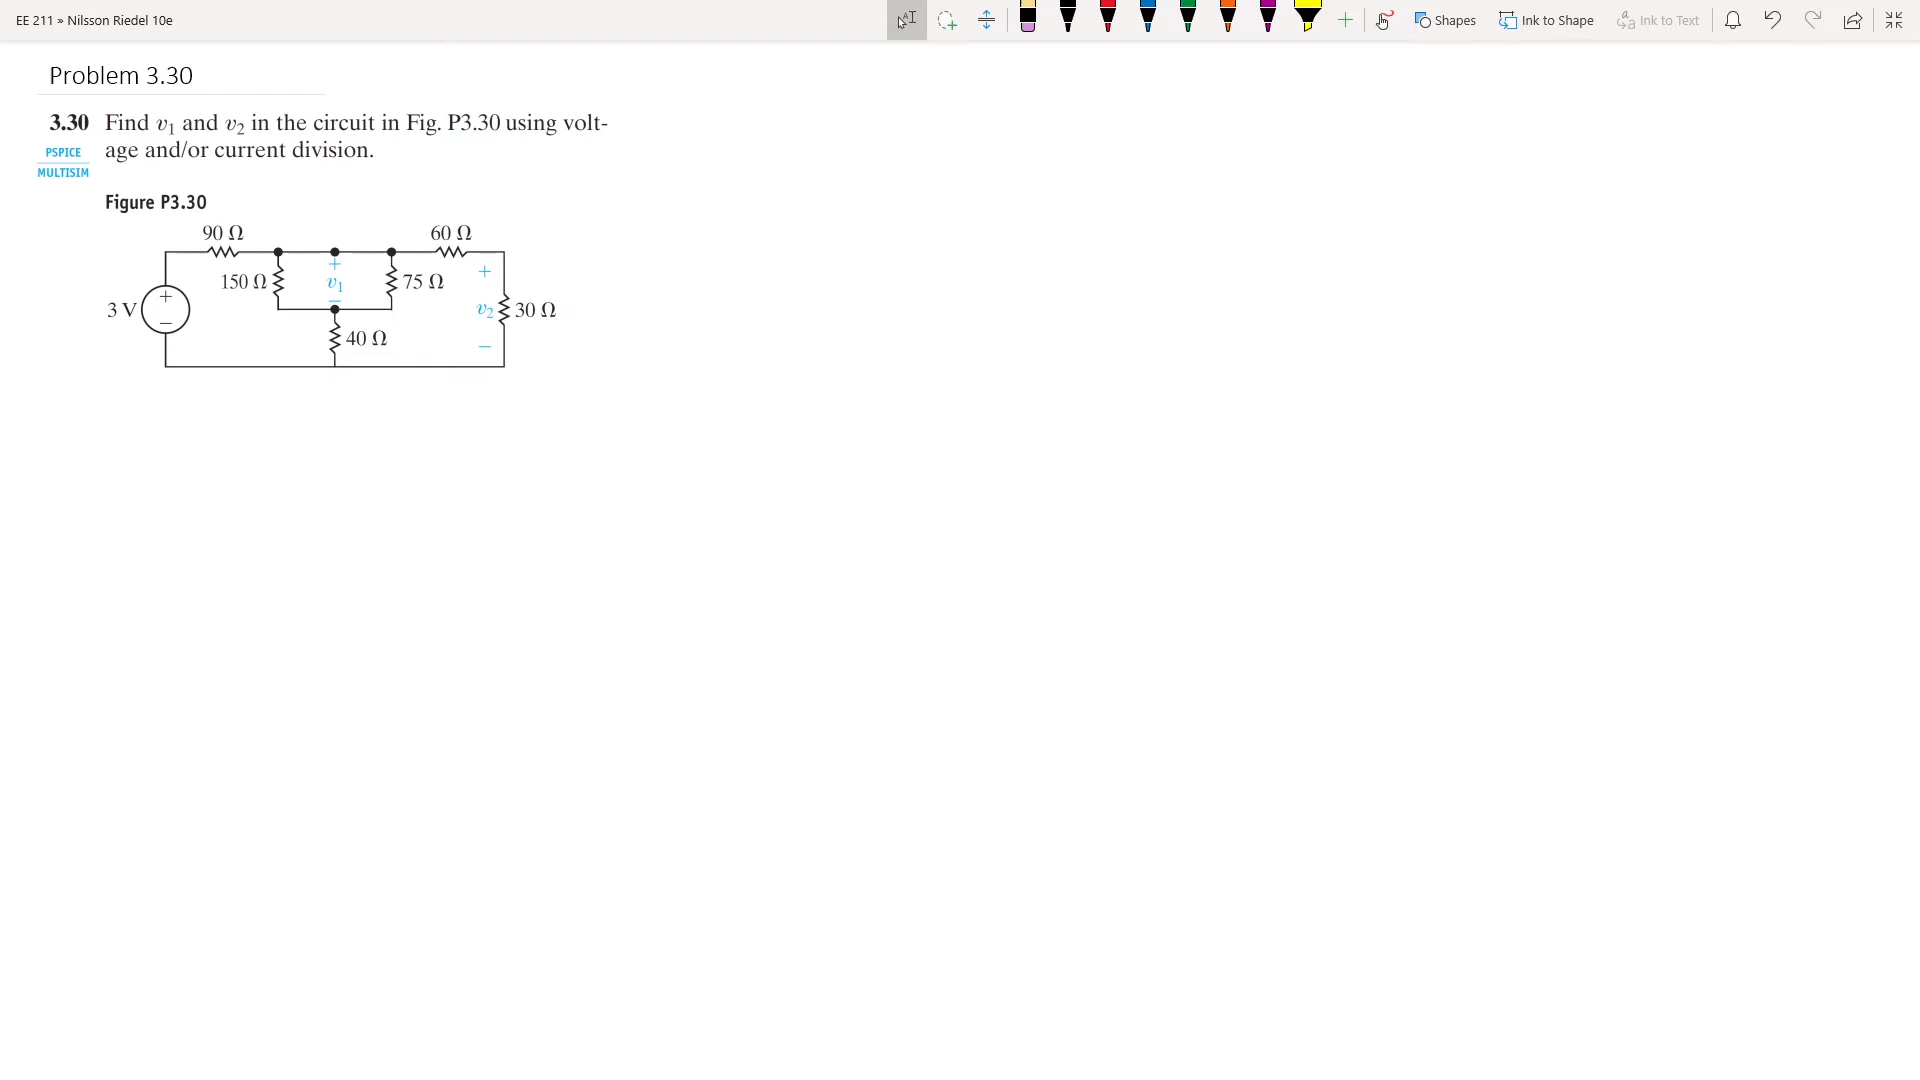 EE 211 » Nilsson Riedel 10e
Shapes
Ink to Shape
Ink to Text
Problem 3.30
3.30 Find v₁ and v₂ in the circuit in Fig. P3.30 using volt-
PSPICE
age and/or current division.
MULTISIM
Figure P3.30
90 Ω
60 Ω
+
+
150 Ω
v₁
75 Ω
−
+
3 V
−
v₂
30 Ω
40 Ω
−